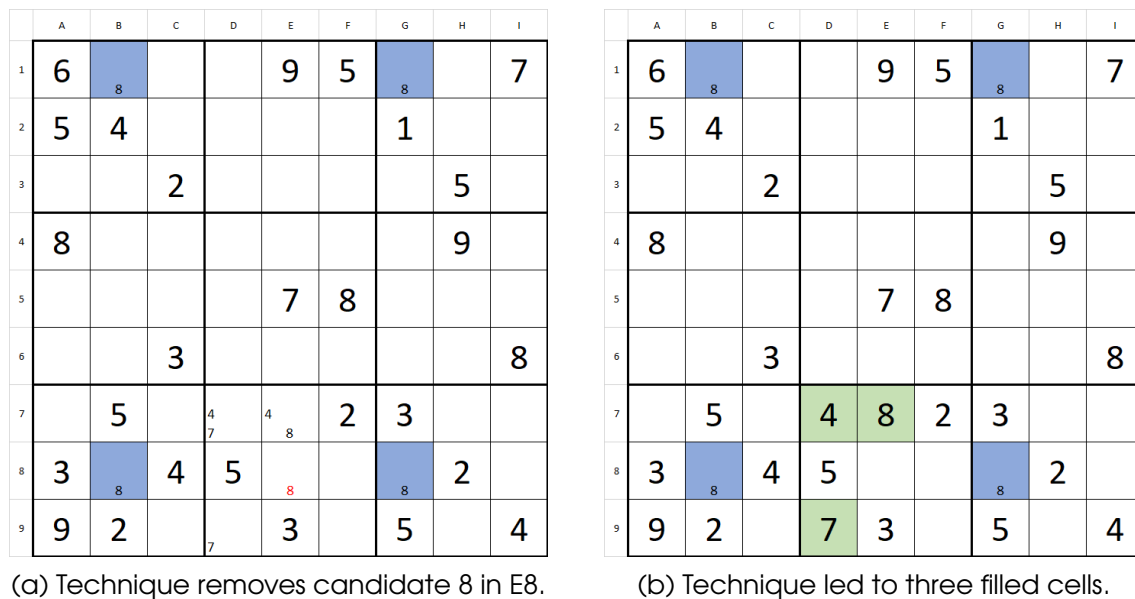 A B C D E F G H I A B C D E F G H I
1 6 8 9 5 8 7 1 6 8 9 5 8 7
2 5 4 1 2 5 4 1
3 2 5 3 2 5
4 8 9 4 8 9
5 7 8 5 7 8
6 3 8 6 3 8
7 5 4 7 4 8 2 3 7 5 4 8 2 3
8 3 8 4 5 8 8 2 8 3 8 4 5 8 2
9 9 2 7 3 5 4 9 9 2 7 3 5 4
(a) Technique removes candidate 8 in E8. (b) Technique led to three filled cells.